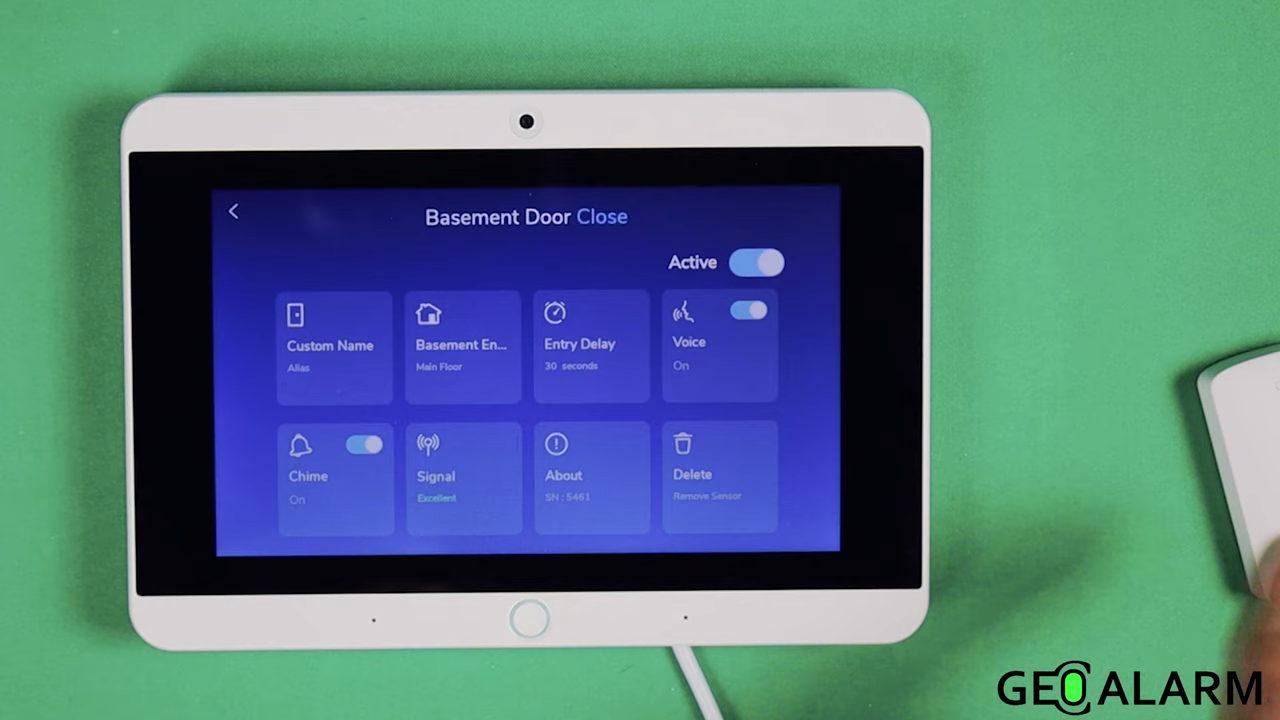 Basement Door Close
Active
Custom Name
Alias
Basement En...
Main Floor
Entry Delay
30 seconds
Voice
On
Chime
On
Signal
Excellent
About
SN : 5461
Delete
Remove Sensor
GEOALARM